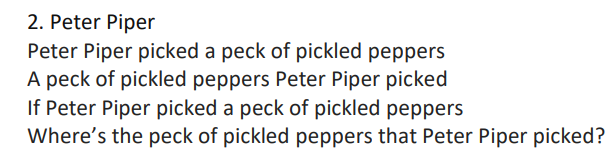 2. Peter Piper
Peter Piper picked a peck of pickled peppers
A peck of pickled peppers Peter Piper picked
If Peter Piper picked a peck of pickled peppers
Where’s the peck of pickled peppers that Peter Piper picked?